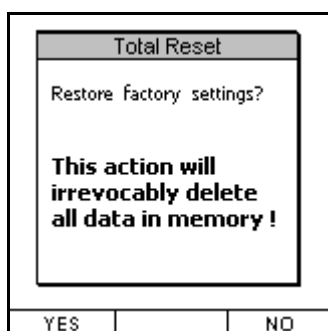 Total Reset
Restore factory settings?
This action will
irrevocably delete
all data in memory !
YES NO